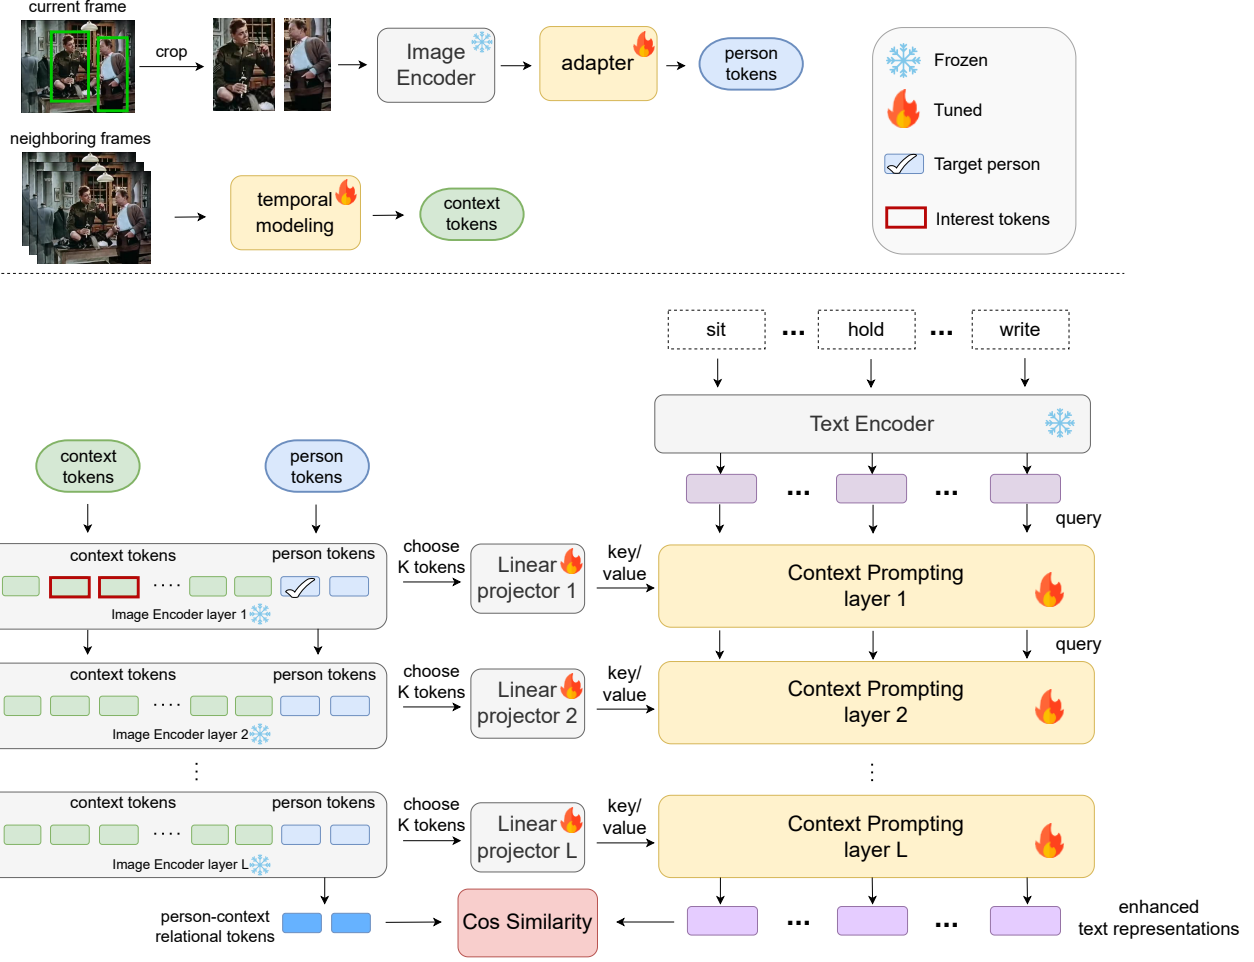 current frame
crop
Image
Encoder
adapter
person
tokens
Frozen
Tuned
Target person
Interest tokens
neighboring frames
temporal
modeling
context
tokens
sit
...
hold
...
write
Text Encoder
...
...
query
context
tokens
person
tokens
context tokens
person tokens
....
Image Encoder layer 1
choose
K tokens
Linear
projector 1
key/
value
Context Prompting
layer 1
query
context tokens
person tokens
....
Image Encoder layer 2
choose
K tokens
Linear
projector 2
key/
value
Context Prompting
layer 2
context tokens
person tokens
....
Image Encoder layer L
choose
K tokens
Linear
projector L
key/
value
Context Prompting
layer L
person-context
relational tokens
Cos Similarity
...
...
enhanced
text representations